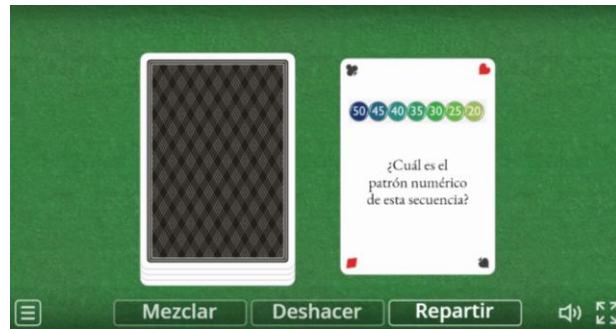 50 45 40 35 30 25 20
¿Cuál es el
patrón numérico
de esta secuencia?
Mezclar Deshacer Repartir